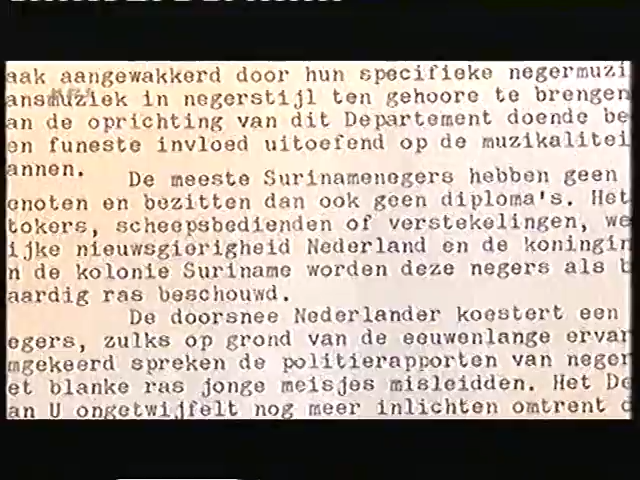 aak aangewakkerd door hun specifieke negermuzi
ansmuziek in negerstijl ten gehoore te brengen
an de oprichting van dit Departement doende be
en funeste invloed uitoefend op de muzikalitei
annen.
De meeste Surinamenegers hebben geen
enoten en bezitten dan ook geen diploma's. Het
tokers, scheepsbedienden of verstekelingen, we
ijke nieuwsgierigheid Nederland en de koningin
n de kolonie Suriname worden deze negers als b
aardig ras beschouwd.
De doorsnee Nederlander koestert een
egers, zulks op grond van de eeuwenlange ervar
mgekeerd spreken de politierapporten van neger
et blanke ras jonge meisjes misleidden. Het De
an U ongetwijfelt nog meer inlichten omtrent d